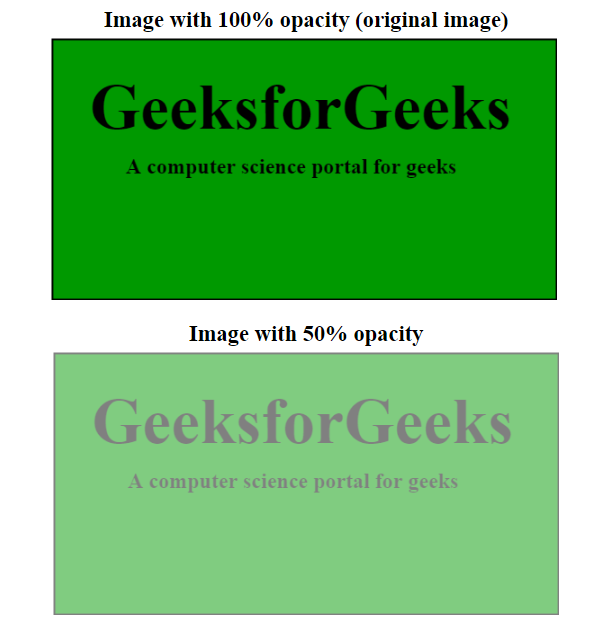 Image with 100% opacity (original image)
GeeksforGeeks
A computer science portal for geeks
Image with 50% opacity
GeeksforGeeks
A computer science portal for geeks